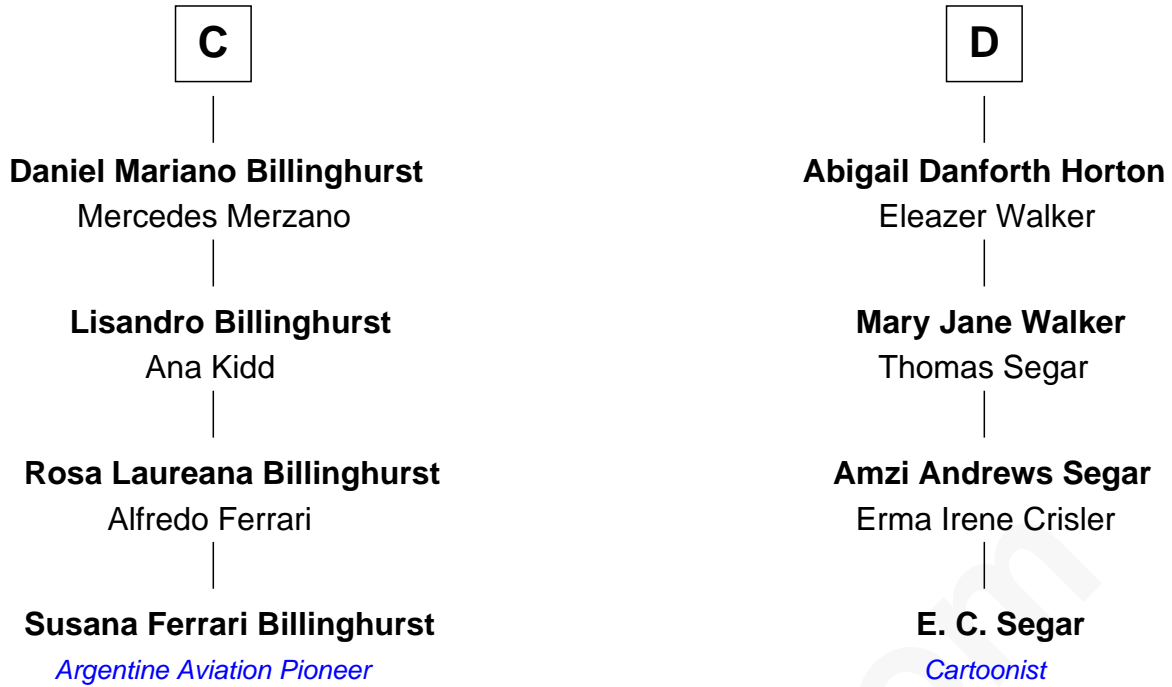 C
Daniel Mariano Billinghurst
Mercedes Merzano
Lisandro Billinghurst
Ana Kidd
Rosa Laureana Billinghurst
Alfredo Ferrari
Susana Ferrari Billinghurst
Argentine Aviation Pioneer
D
Abigail Danforth Horton
Eleazer Walker
Mary Jane Walker
Thomas Segar
Amzi Andrews Segar
Erma Irene Crisler
E. C. Segar
Cartoonist